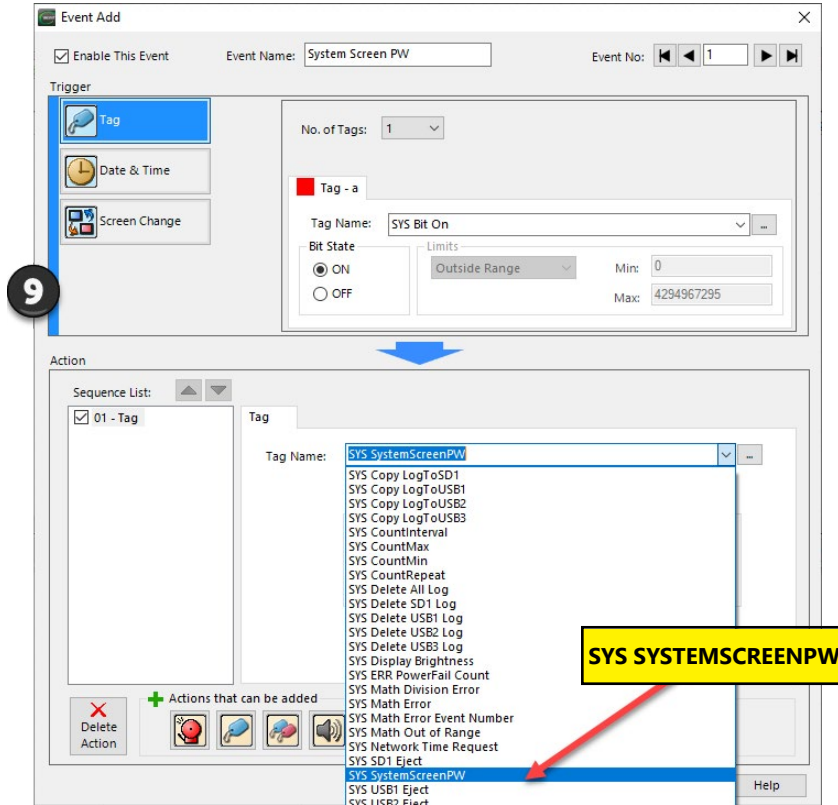 Event Add
Enable This Event
Event Name: System Screen PW
Event No: 1
Trigger
Tag
Date & Time
Screen Change
No. of Tags: 1
Tag - a
Tag Name: SYS Bit On
...
Bit State
ON
OFF
Limits
Outside Range
Min: 0
Max: 4294967295
9
Action
Sequence List:
01 - Tag
Tag
Tag Name: SYS SystemScreenPW
...
SYS Copy LogToSD1
SYS Copy LogToUSB1
SYS Copy LogToUSB2
SYS Copy LogToUSB3
SYS CountInterval
SYS CountMax
SYS CountMin
SYS CountRepeat
SYS Delete All Log
SYS Delete SD1 Log
SYS Delete USB1 Log
SYS Delete USB2 Log
SYS Delete USB3 Log
SYS Display Brightness
SYS ERR PowerFail Count
SYS Math Division Error
SYS Math Error
SYS Math Error Event Number
SYS Math Out of Range
SYS Network Time Request
SYS SD1 Eject
SYS SystemScreenPW
SYS USB1 Eject
SYS USB2 Eject
SYS SYSTEMSCREENPW
Delete
Action
Actions that can be added
Help